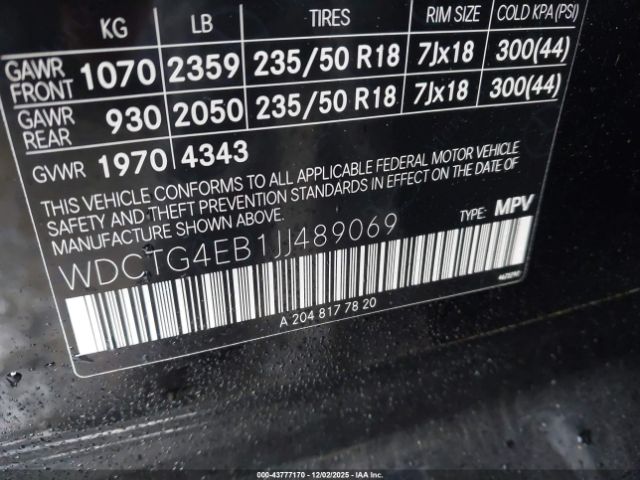 KG LB TIRES RIM SIZE COLD KPA(PSI)
GAWR FRONT 1070 2359 235/50 R18 7Jx18 300(44)
GAWR REAR 930 2050 235/50 R18 7Jx18 300(44)
GVWR 1970 4343
THIS VEHICLE CONFORMS TO ALL APPLICABLE FEDERAL MOTOR VEHICLE
SAFETY AND THEFT PREVENTION STANDARDS IN EFFECT ON THE DATE OF
MANUFACTURE SHOWN ABOVE.
WDCTG4EB1JJ489069 TYPE: MPV
A 204 817 78 20
000-43777170 • 12/02/2025 • IAAI.COM